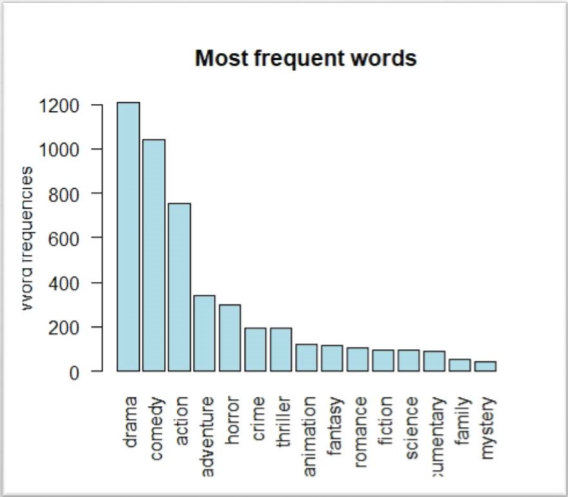 Most frequent words
Word frequencies
1200
1000
800
600
400
200
0
drama
comedy
action
adventure
horror
crime
thriller
animation
fantasy
romance
fiction
science
cumentary
family
mystery